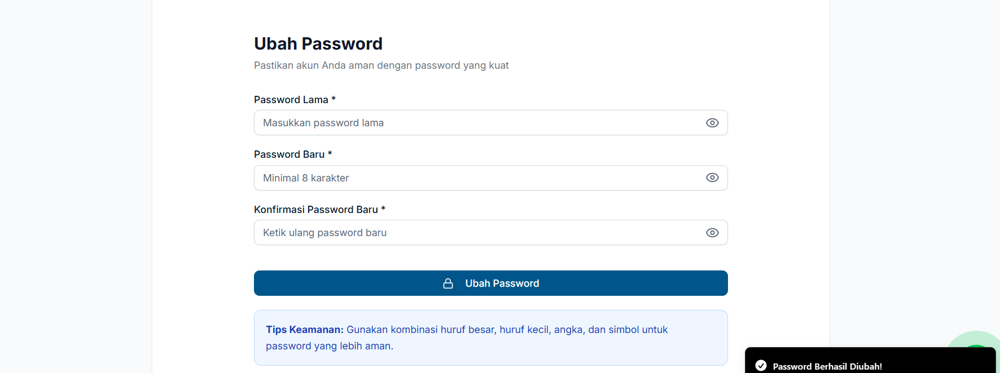 Ubah Password
Pastikan akun Anda aman dengan password yang kuat
Password Lama *
Masukkan password lama
Password Baru *
Minimal 8 karakter
Konfirmasi Password Baru *
Ketik ulang password baru
Ubah Password
Tips Keamanan: Gunakan kombinasi huruf besar, huruf kecil, angka, dan simbol untuk
password yang lebih aman.
Password Berhasil Diubah!